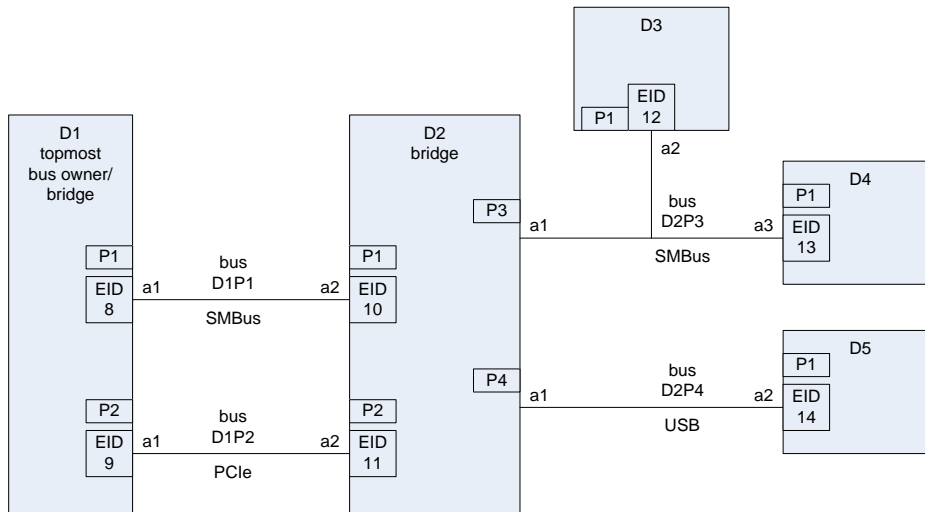 D3
P1
EID
12
a2
D1
topmost
bus owner/
bridge
D2
bridge
P3
a1
bus
D2P3
SMBus
a3
D4
P1
EID
13
P1
EID
8
a1
bus
D1P1
SMBus
a2
P1
EID
10
P4
a1
bus
D2P4
USB
a2
D5
P1
EID
14
P2
EID
9
a1
bus
D1P2
PCIe
a2
P2
EID
11